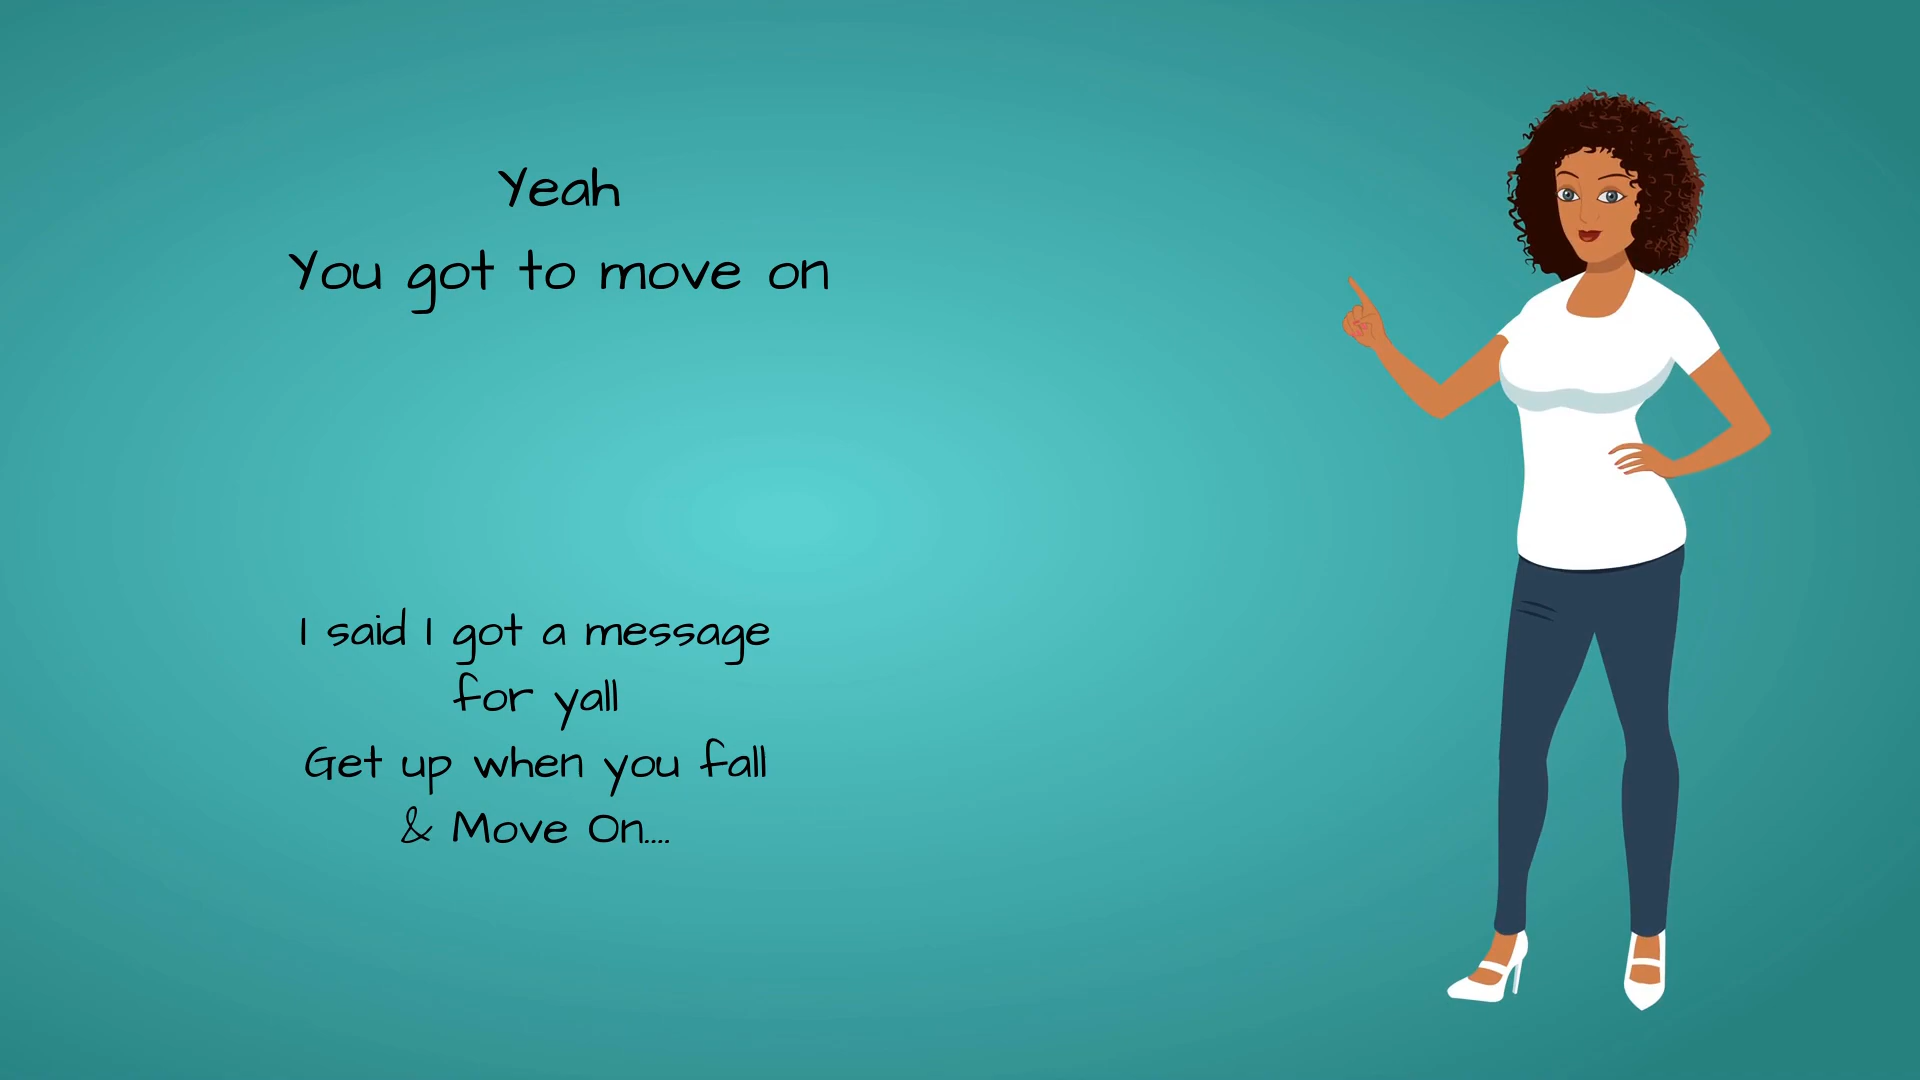 Yeah
You got to move on
I said I got a message
for yall
Get up when you fall
& Move On....